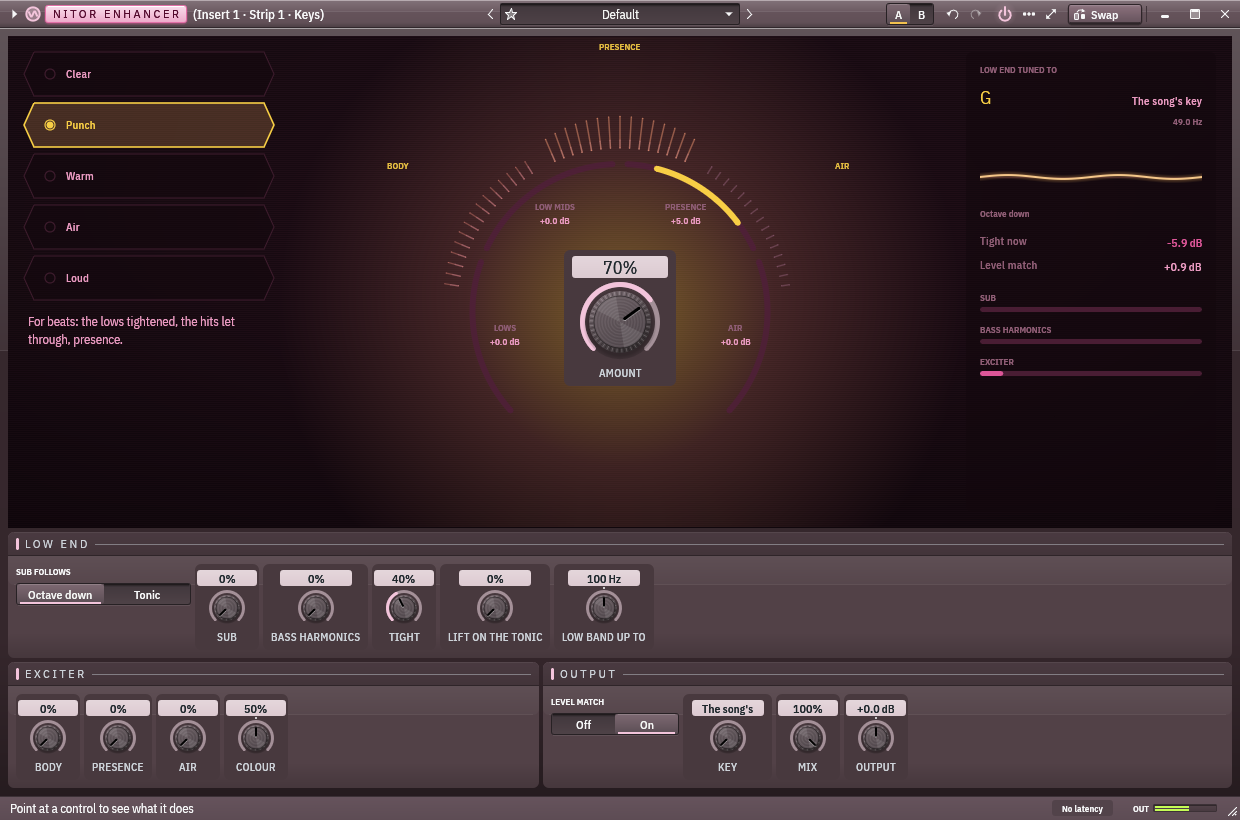 NITOR ENHANCER (Insert 1 · Strip 1 · Keys)
Default
A B
Swap
Clear
Punch
Warm
Air
Loud
For beats: the lows tightened, the hits let
through, presence.
PRESENCE
BODY
AIR
LOW MIDS
+0.0 dB
PRESENCE
+5.0 dB
LOWS
+0.0 dB
AIR
+0.0 dB
70%
AMOUNT
LOW END TUNED TO
G The song's key
49.0 Hz
Octave down
Tight now -5.9 dB
Level match +0.9 dB
SUB
BASS HARMONICS
EXCITER
LOW END
SUB FOLLOWS
Octave down Tonic
0% 0% 40% 0% 100 Hz
SUB BASS HARMONICS TIGHT LIFT ON THE TONIC LOW BAND UP TO
EXCITER
0% 0% 0% 50%
BODY PRESENCE AIR COLOUR
OUTPUT
LEVEL MATCH
Off On
The song's 100% +0.0 dB
KEY MIX OUTPUT
Point at a control to see what it does
No latency OUT